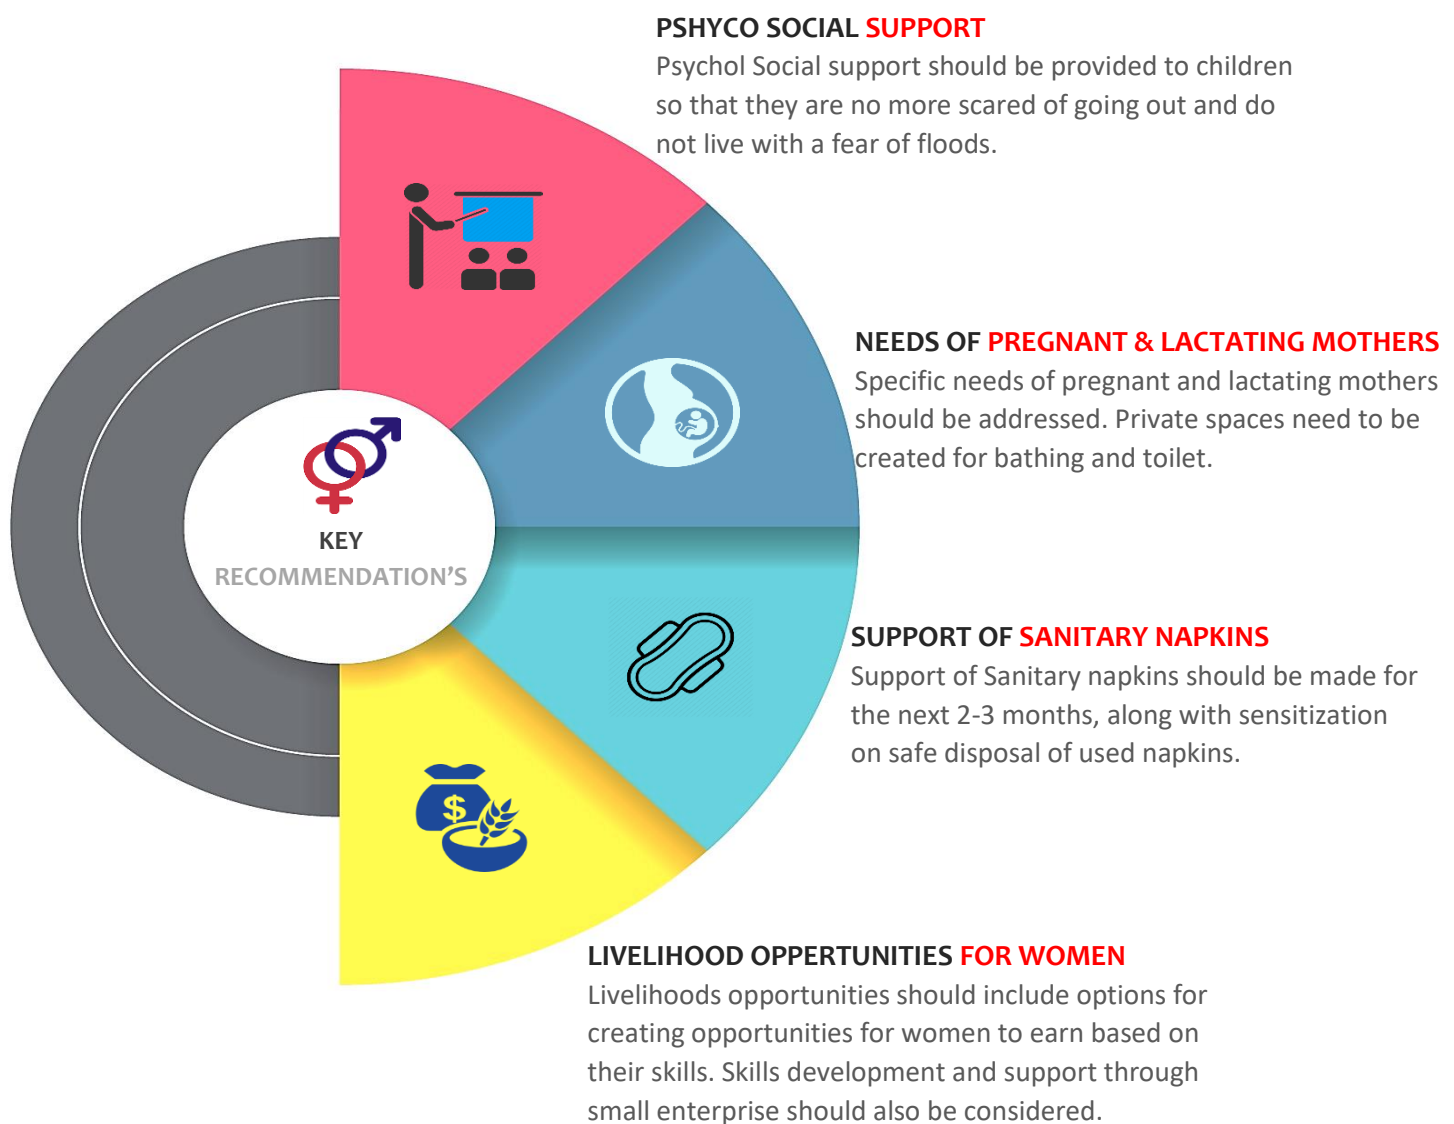 PSHYCO SOCIAL SUPPORT
Psychol Social support should be provided to children
so that they are no more scared of going out and do
not live with a fear of floods.
NEEDS OF PREGNANT & LACTATING MOTHERS
Specific needs of pregnant and lactating mothers
should be addressed. Private spaces need to be
created for bathing and toilet.
KEY
RECOMMENDATION’S
SUPPORT OF SANITARY NAPKINS
Support of Sanitary napkins should be made for
the next 2-3 months, along with sensitization
on safe disposal of used napkins.
$
LIVELIHOOD OPPERTUNITIES FOR WOMEN
Livelihoods opportunities should include options for
creating opportunities for women to earn based on
their skills. Skills development and support through
small enterprise should also be considered.